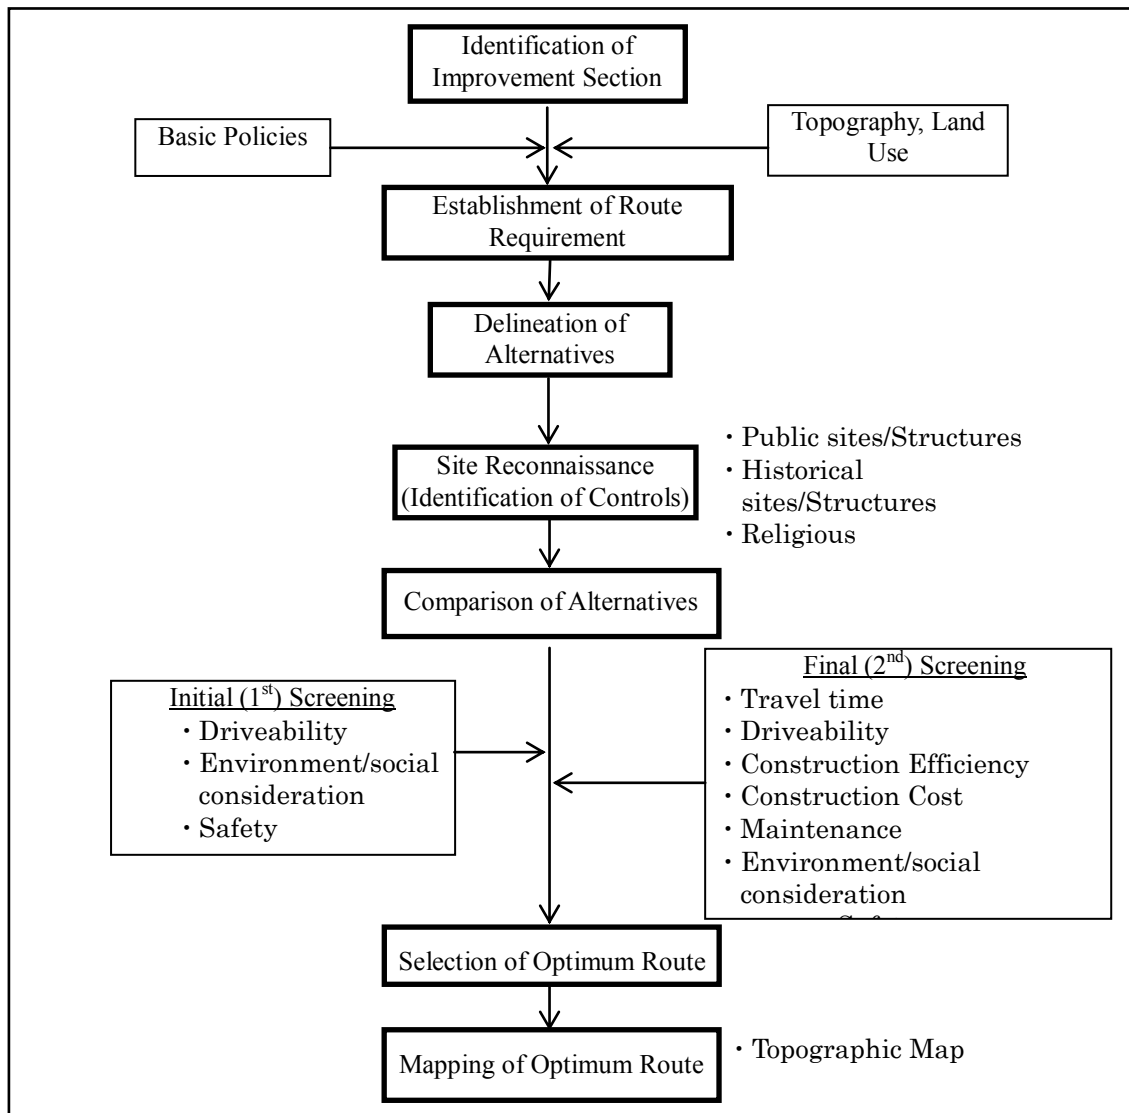 Identification of
Improvement Section
Basic Policies
Topography, Land
Use
Establishment of Route
Requirement
Delineation of
Alternatives
Site Reconnaissance
(Identification of Controls)
・Public sites/Structures
・Historical
sites/Structures
・Religious
Comparison of Alternatives
Initial (1st) Screening
・Driveability
・Environment/social
consideration
・Safety
Final (2nd) Screening
・Travel time
・Driveability
・Construction Efficiency
・Construction Cost
・Maintenance
・Environment/social
consideration
Selection of Optimum Route
Mapping of Optimum Route
・Topographic Map